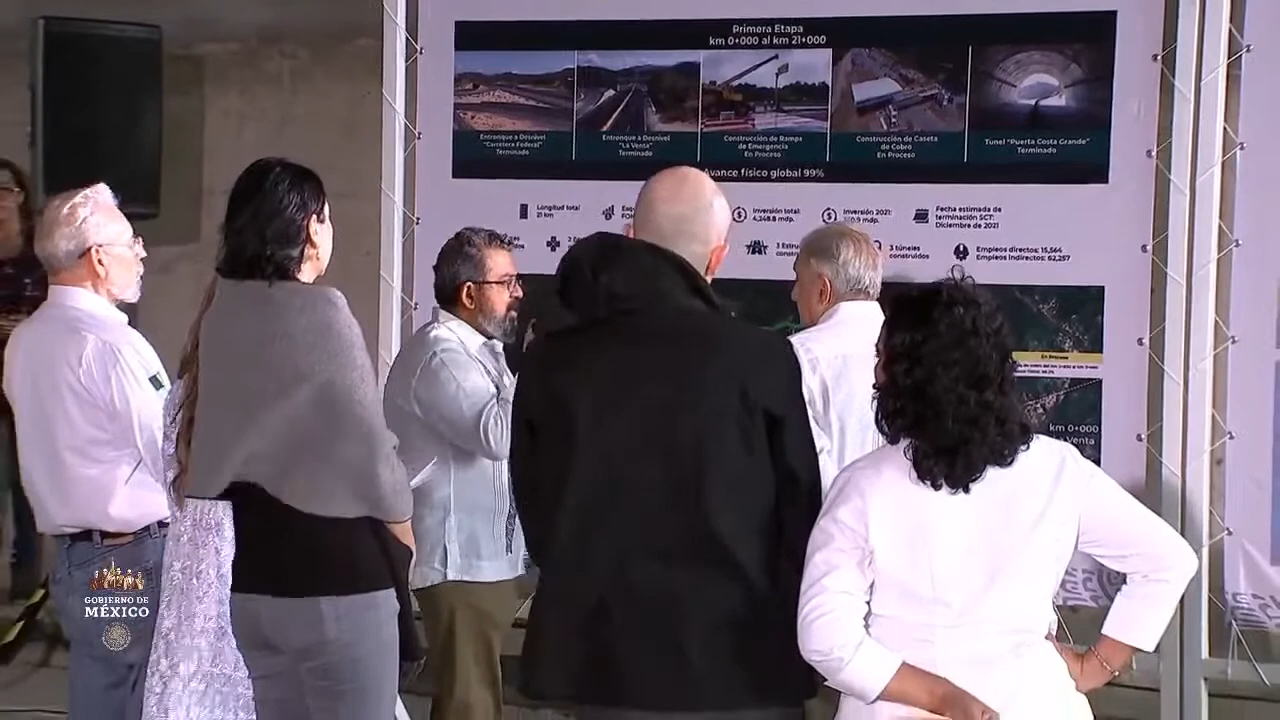 Primera Etapa
km 0+000 al km 21+000
Entronque a Desnivel
"Carretera Federal"
Terminado
Entronque a Desnivel
"La Venta"
Terminado
Construcción de Rampa
de Emergencia
En Proceso
Construcción de Caseta
de Cobro
En Proceso
Tunel "Puerta Costa Grande"
Terminado
Avance físico global 99%
Longitud total
21 km
Inversión total:
4,248.8 mdp.
Inversión 2021:
Fecha estimada de
terminación SCT:
Diciembre de 2021
3 túneles
construidos
Empleos directos: 15,564
Empleos Indirectos: 62,257
En Proceso
km 0+000
La Venta
GOBIERNO DE
MÉXICO